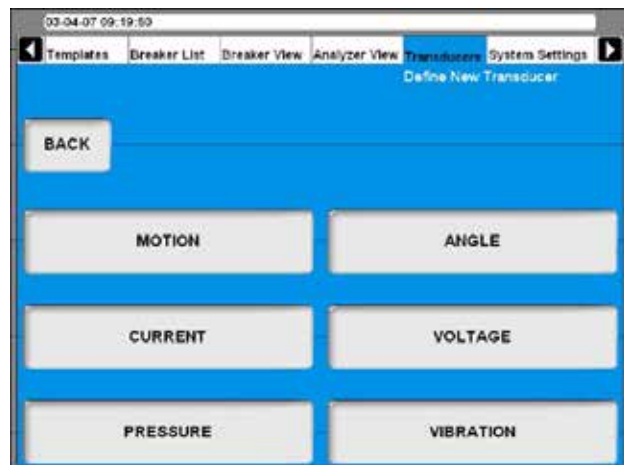 03-04-07 09:19:50
Templates Breaker List Breaker View Analyzer View Transducers System Settings
Define New Transducer
BACK
MOTION ANGLE
CURRENT VOLTAGE
PRESSURE VIBRATION